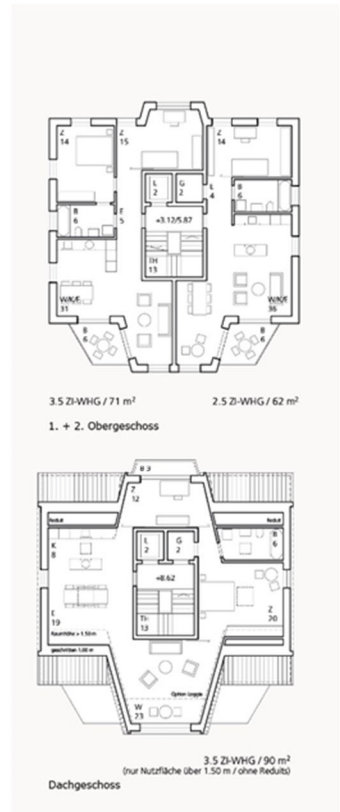 Z
14
Z
15
Z
14
L
2
G
2
L
4
B
6
B
6
E
5
+3.12/5.87
TH
13
W/K/E
31
W/K/E
36
B
6
B
6
3.5 ZI-WHG / 71 m²
2.5 ZI-WHG / 62 m²
1. + 2. Obergeschoss
B 3
Z
12
Reduit
Reduit
K
8
L
2
G
2
B
6
+8.62
E
19
TH
13
Z
20
Raumhöhe > 1.50 m
geschnitten 1.00 m
Option Loggia
W
23
3.5 ZI-WHG / 90 m²
(nur Nutzfläche über 1.50 m / ohne Reduits)
Dachgeschoss